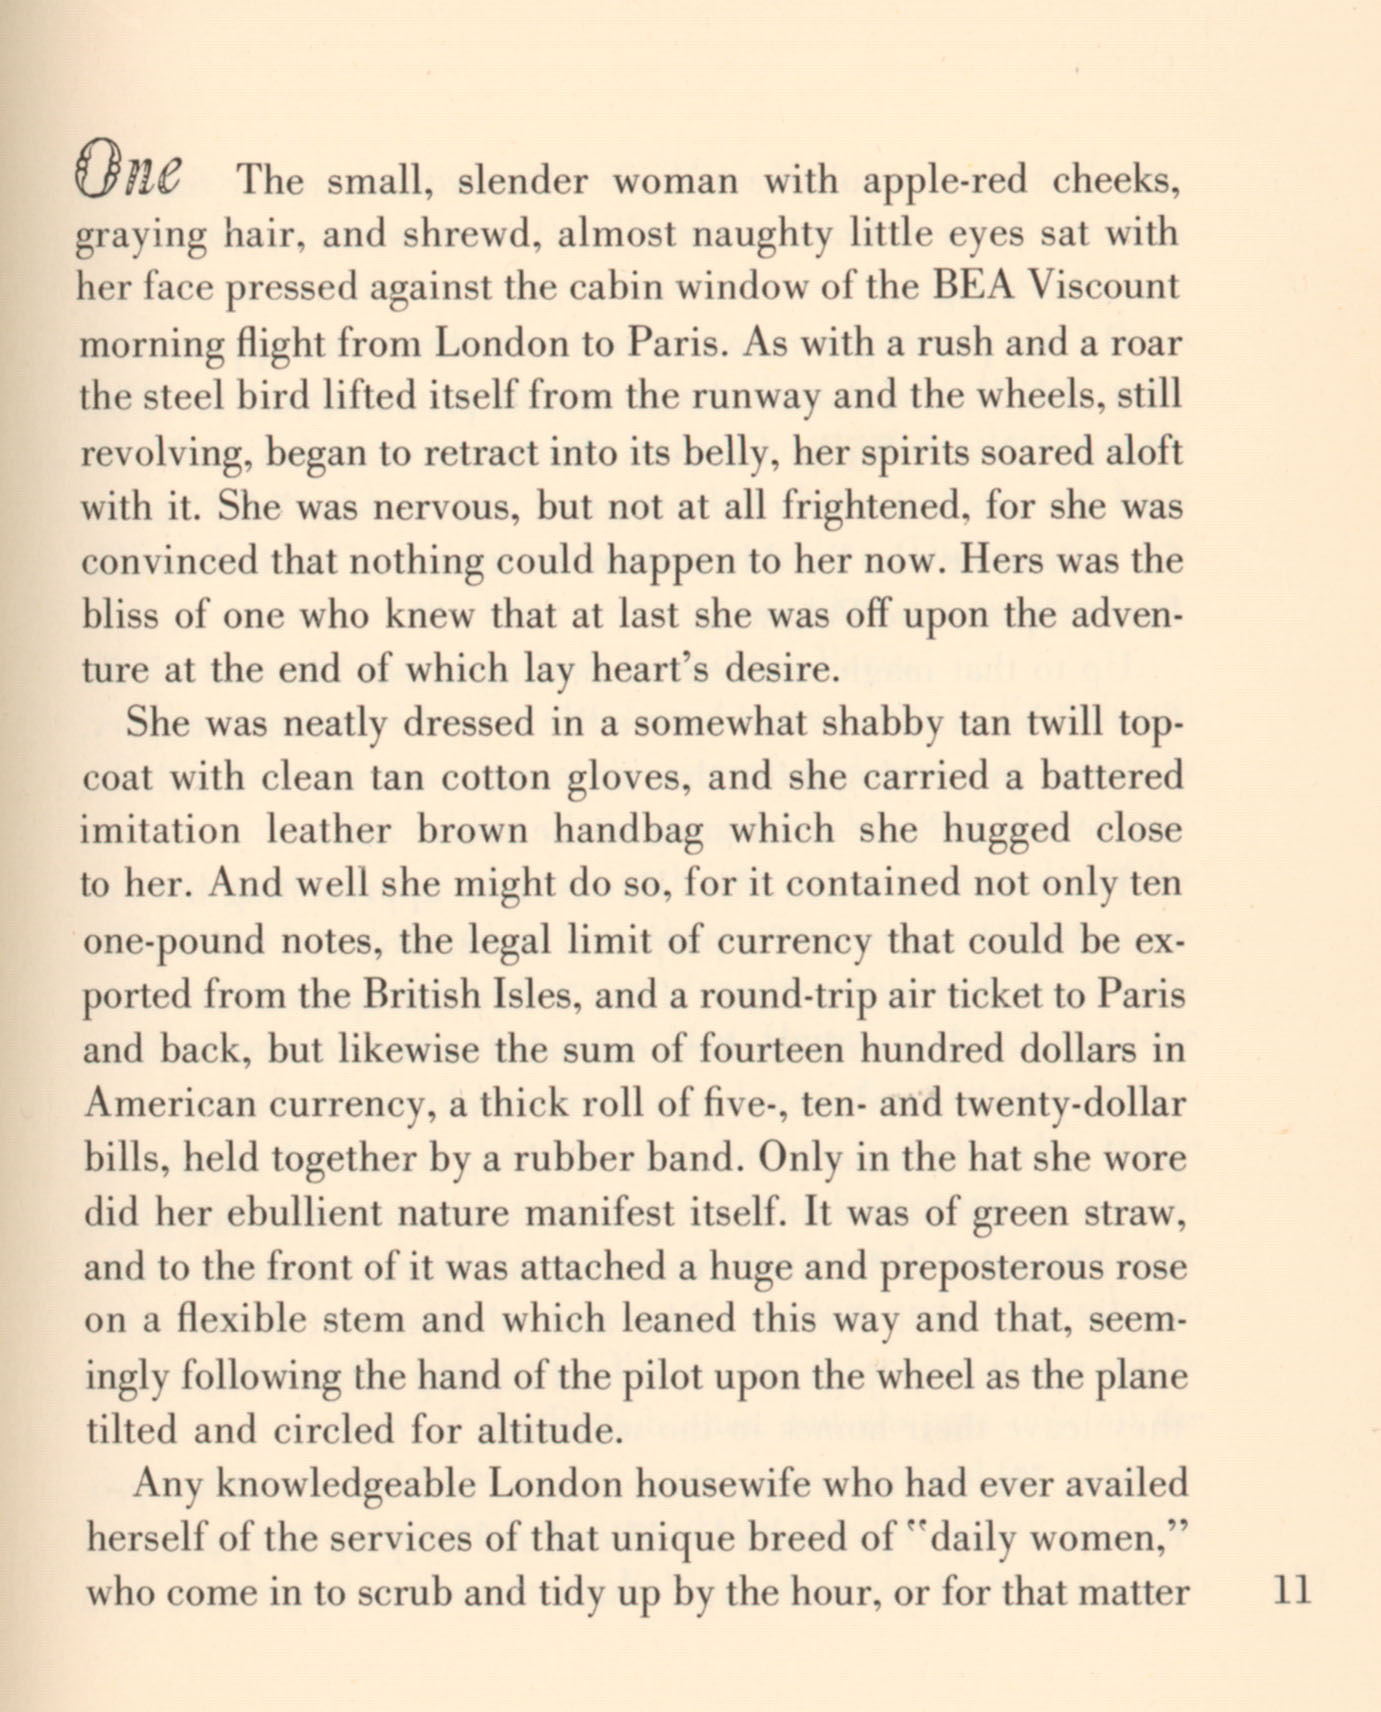 One The small, slender woman with apple-red cheeks,
graying hair, and shrewd, almost naughty little eyes sat with
her face pressed against the cabin window of the BEA Viscount
morning flight from London to Paris. As with a rush and a roar
the steel bird lifted itself from the runway and the wheels, still
revolving, began to retract into its belly, her spirits soared aloft
with it. She was nervous, but not at all frightened, for she was
convinced that nothing could happen to her now. Hers was the
bliss of one who knew that at last she was off upon the adven-
ture at the end of which lay heart's desire.
She was neatly dressed in a somewhat shabby tan twill top-
coat with clean tan cotton gloves, and she carried a battered
imitation leather brown handbag which she hugged close
to her. And well she might do so, for it contained not only ten
one-pound notes, the legal limit of currency that could be ex-
ported from the British Isles, and a round-trip air ticket to Paris
and back, but likewise the sum of fourteen hundred dollars in
American currency, a thick roll of five-, ten- and twenty-dollar
bills, held together by a rubber band. Only in the hat she wore
did her ebullient nature manifest itself. It was of green straw,
and to the front of it was attached a huge and preposterous rose
on a flexible stem and which leaned this way and that, seem-
ingly following the hand of the pilot upon the wheel as the plane
tilted and circled for altitude.
Any knowledgeable London housewife who had ever availed
herself of the services of that unique breed of "daily women,"
who come in to scrub and tidy up by the hour, or for that matter
11